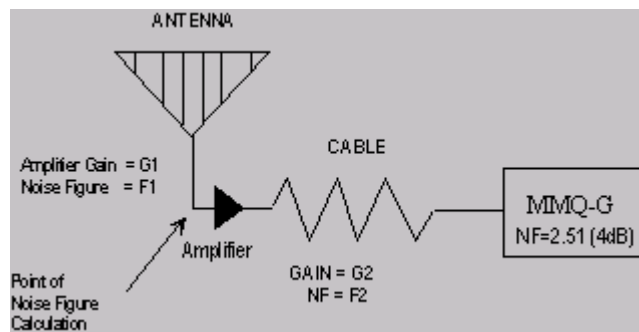 ANTENNA
CABLE
Amplifier Gain = G1
Noise Figure = F1
MMQ-G
NF=2.51 (4dB)
Amplifier
GAIN = G2
NF = F2
Point of
Noise Figure
Calculation